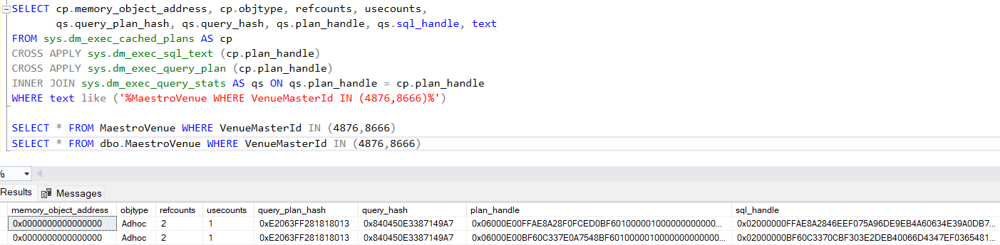 SELECT cp.memory_object_address, cp.objtype, refcounts, usecounts,
qs.query_plan_hash, qs.query_hash, qs.plan_handle, qs.sql_handle, text
FROM sys.dm_exec_cached_plans AS cp
CROSS APPLY sys.dm_exec_sql_text (cp.plan_handle)
CROSS APPLY sys.dm_exec_query_plan (cp.plan_handle)
INNER JOIN sys.dm_exec_query_stats AS qs ON qs.plan_handle = cp.plan_handle
WHERE text like ('%MaestroVenue WHERE VenueMasterId IN (4876,8666)%')
SELECT * FROM MaestroVenue WHERE VenueMasterId IN (4876,8666)
SELECT * FROM dbo.MaestroVenue WHERE VenueMasterId IN (4876,8666)
%
Results Messages
memory_object_address objtype refcounts usecounts query_plan_hash query_hash plan_handle sql_handle
0x0000000000000000 Adhoc 2 1 0xE2063FF281818013 0x840450E3387149A7 0x06000E00FFAE8A28F0FCED0BF6010000010000000000000... 0x02000000FFAE8A2846EEF075A96DE9EB4A60634E39A0DB7...
0x0000000000000000 Adhoc 2 1 0xE2063FF281818013 0x840450E3387149A7 0x06000E00BF60C337E0A7548BF60100000100000000000000... 0x02000000BF60C3370CBF303E2DEB40066D4347EF0365481...